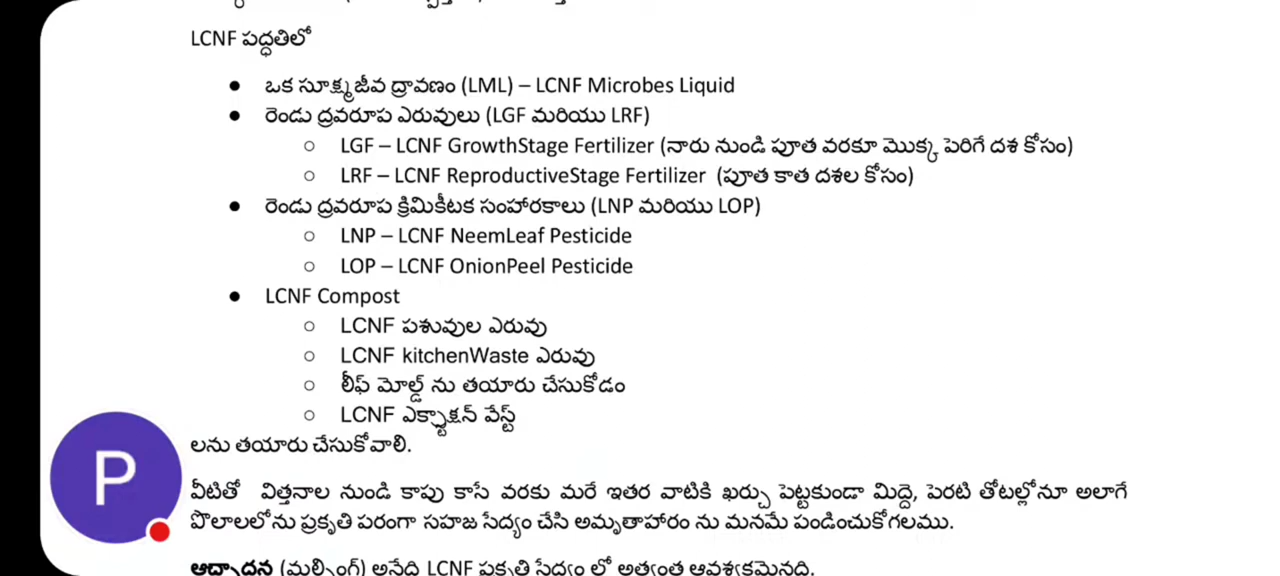 LCNF పద్ధతిలో
● ఒక సూక్ష్మజీవ ద్రావణం (LML) – LCNF Microbes Liquid
● రెండు ద్రవరూప ఎరువులు (LGF మరియు LRF)
○ LGF – LCNF GrowthStage Fertilizer (నారు నుండి పూత వరకూ మొక్క పెరిగే దశ కోసం)
○ LRF – LCNF ReproductiveStage Fertilizer (పూత కాత దశల కోసం)
● రెండు ద్రవరూప క్రిమికీటక సంహారకాలు (LNP మరియు LOP)
○ LNP – LCNF NeemLeaf Pesticide
○ LOP – LCNF OnionPeel Pesticide
● LCNF Compost
○ LCNF పశువుల ఎరువు
○ LCNF kitchenWaste ఎరువు
○ లీఫ్ మోల్డ్ ను తయారు చేసుకోడం
○ LCNF ఎక్స్ట్రాక్షన్ వేస్ట్
లను తయారు చేసుకోవాలి.
P
వీటితో విత్తనాల నుండి కాపు కాసే వరకు మరే ఇతర వాటికి ఖర్చు పెట్టకుండా మిద్దె, పెరటి తోటల్లోనూ అలాగే
పొలాలలోను ప్రకృతి పరంగా సహజ సేద్యం చేసి అమృతాహారం ను మనమే పండించుకోగలము.
ఆచ్ఛాదన (మల్చింగ్) అనేది LCNF ప్రకృతి సేద్యం లో అత్యంత ఆవశ్యకమైనది.